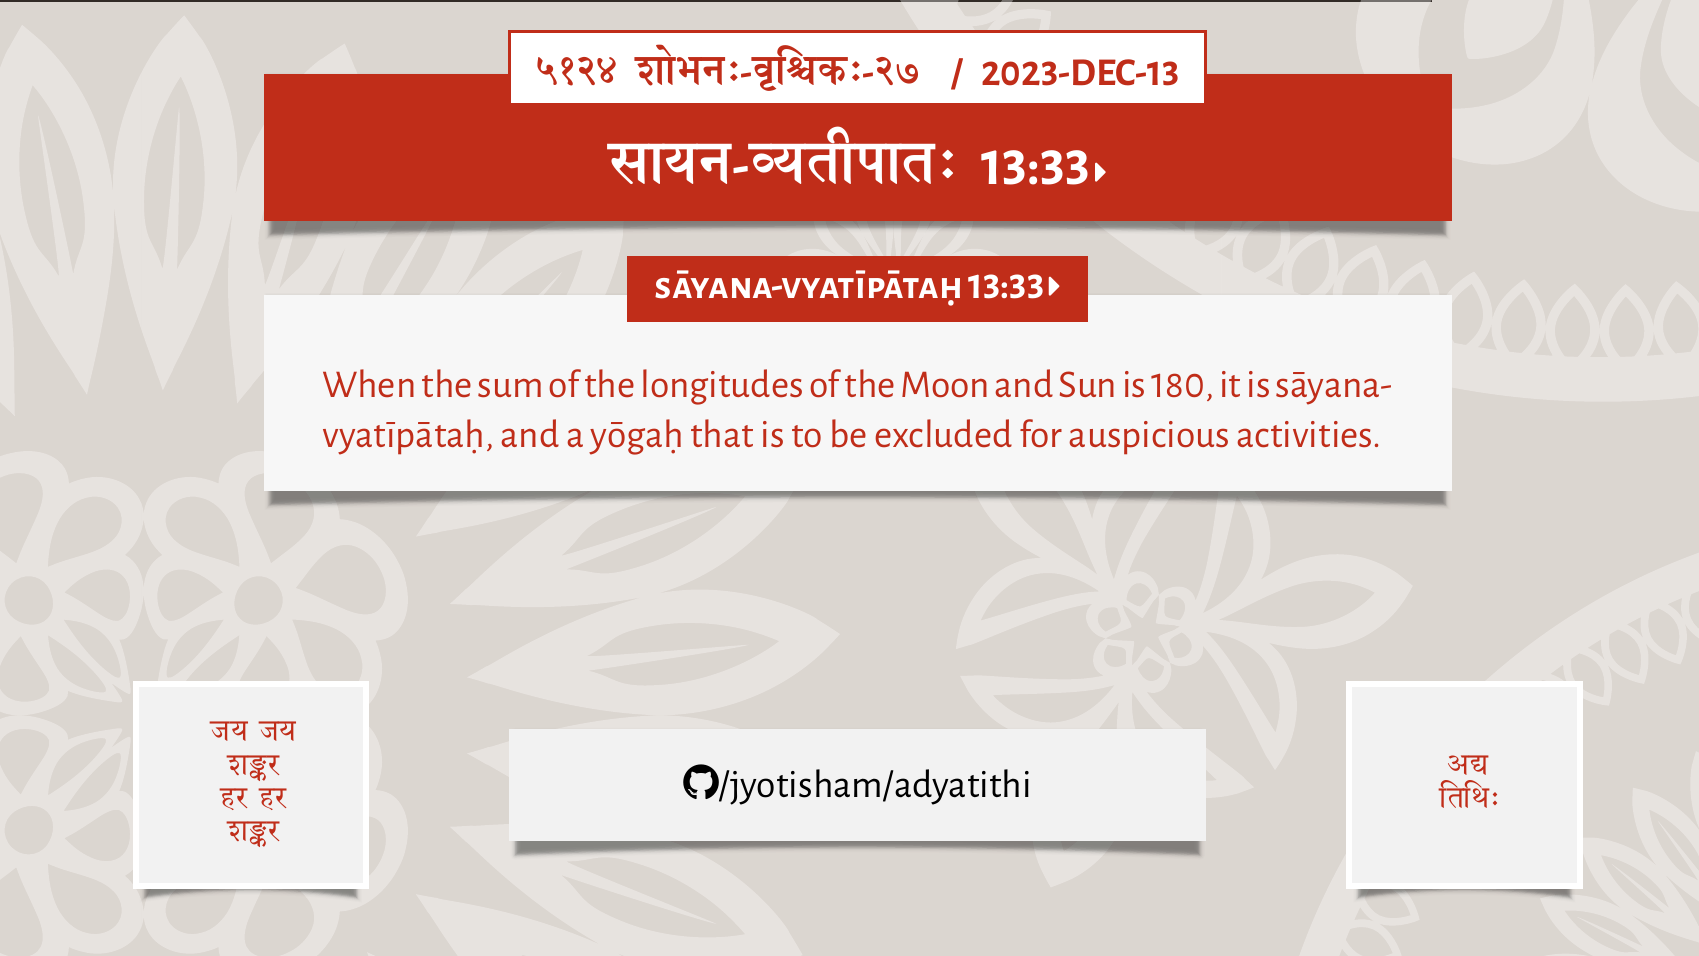 ५१२४ शोभनः-वृश्चिकः-२७ / 2023-DEC-13
सायन-व्यतीपातः 13:33
SĀYANA-VYATĪPĀTAḤ 13:33
When the sum of the longitudes of the Moon and Sun is 180, it is sāyana-
vyatīpātaḥ, and a yōgaḥ that is to be excluded for auspicious activities.
जय जय
शङ्कर
हर हर
शङ्कर
/jyotisham/adyatithi
अद्य
तिथिः